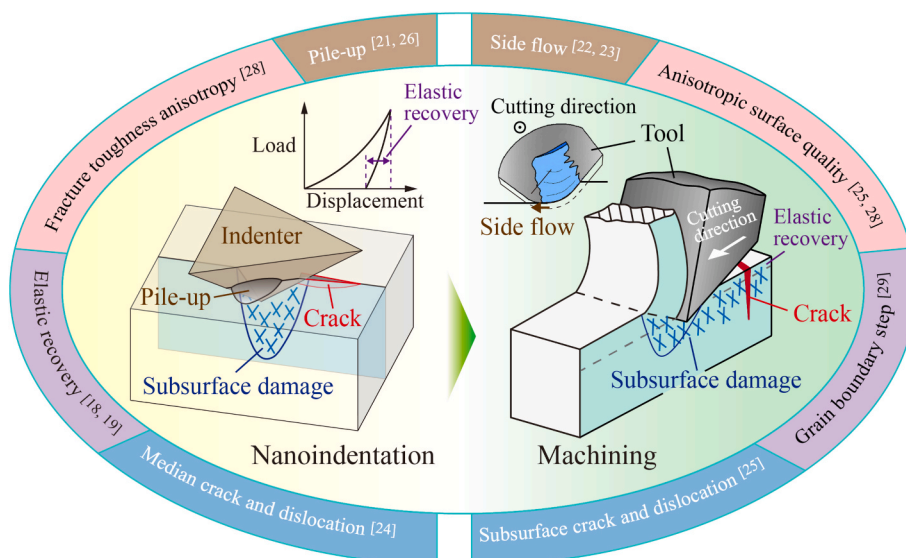 Pile-up [21, 26]
Side flow [22, 23]
Fracture toughness anisotropy [28]
Anisotropic surface quality [25, 28]
Elastic recovery [18, 19]
Grain boundary step [29]
Median crack and dislocation [24]
Subsurface crack and dislocation [25]
Load
Elastic
recovery
Displacement
Indenter
Pile-up
Crack
Subsurface damage
Nanoindentation
Cutting direction
Tool
Side flow
Cutting
direction
Elastic
recovery
Crack
Subsurface damage
Machining